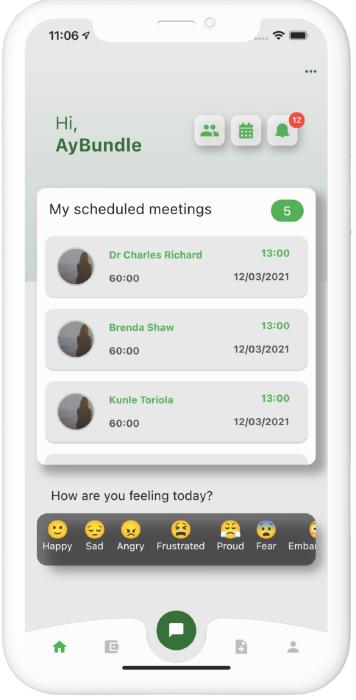 11:06
Hi,
AyBundle
12
My scheduled meetings
5
Dr Charles Richard 13:00
60:00 12/03/2021
Brenda Shaw 13:00
60:00 12/03/2021
Kunle Toriola 13:00
60:00 12/03/2021
How are you feeling today?
Happy Sad Angry Frustrated Proud Fear Embar